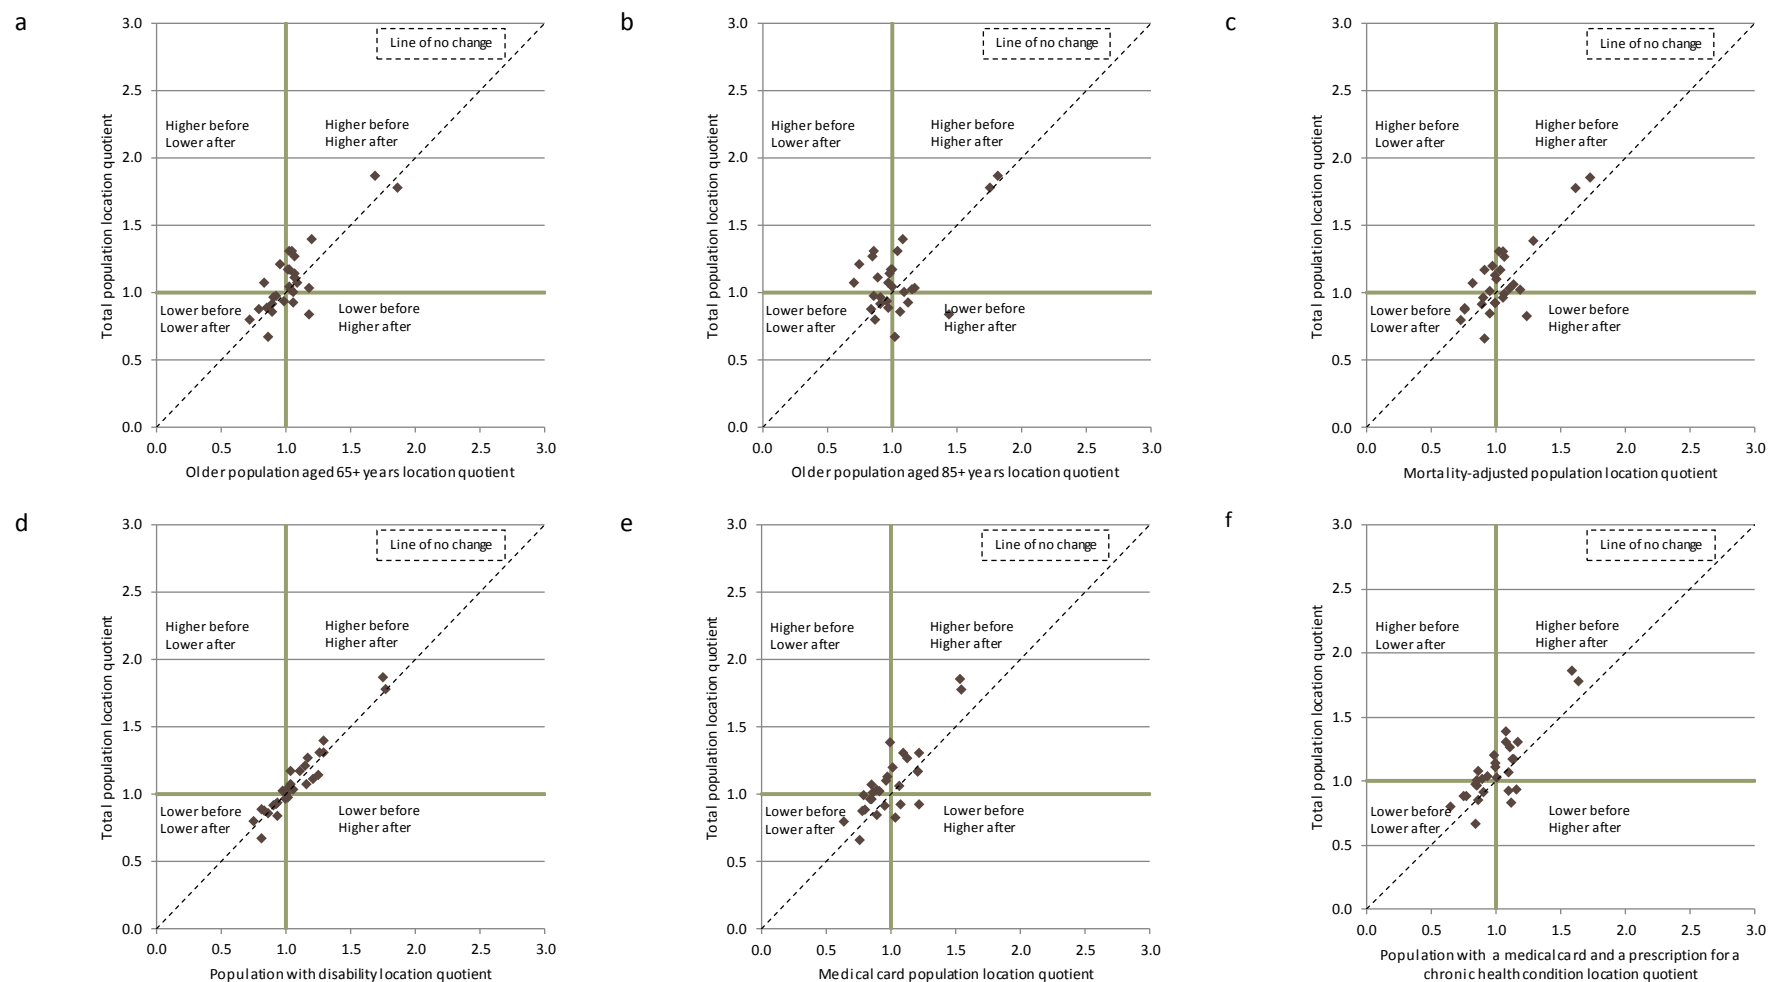 a
3.0
2.5
2.0
1.5
1.0
0.5
0.0
Total population location quotient
Line of no change
Higher before
Lower after
Higher before
Higher after
Lower before
Lower after
Lower before
Higher after
0.0 0.5 1.0 1.5 2.0 2.5 3.0
Older population aged 65+ years location quotient
b
3.0
2.5
2.0
1.5
1.0
0.5
0.0
Total population location quotient
Line of no change
Higher before
Lower after
Higher before
Higher after
Lower before
Lower after
Lower before
Higher after
0.0 0.5 1.0 1.5 2.0 2.5 3.0
Older population aged 85+ years location quotient
c
3.0
2.5
2.0
1.5
1.0
0.5
0.0
Total population location quotient
Line of no change
Higher before
Lower after
Higher before
Higher after
Lower before
Lower after
Lower before
Higher after
0.0 0.5 1.0 1.5 2.0 2.5 3.0
Mortality-adjusted population location quotient
d
3.0
2.5
2.0
1.5
1.0
0.5
0.0
Total population location quotient
Line of no change
Higher before
Lower after
Higher before
Higher after
Lower before
Lower after
Lower before
Higher after
0.0 0.5 1.0 1.5 2.0 2.5 3.0
Population with disability location quotient
e
3.0
2.5
2.0
1.5
1.0
0.5
0.0
Total population location quotient
Line of no change
Higher before
Lower after
Higher before
Higher after
Lower before
Lower after
Lower before
Higher after
0.0 0.5 1.0 1.5 2.0 2.5 3.0
Medical card population location quotient
f
3.0
2.5
2.0
1.5
1.0
0.5
0.0
Total population location quotient
Line of no change
Higher before
Lower after
Higher before
Higher after
Lower before
Lower after
Lower before
Higher after
0.0 0.5 1.0 1.5 2.0 2.5 3.0
Population with a medical card and a prescription for a
chronic health condition location quotient